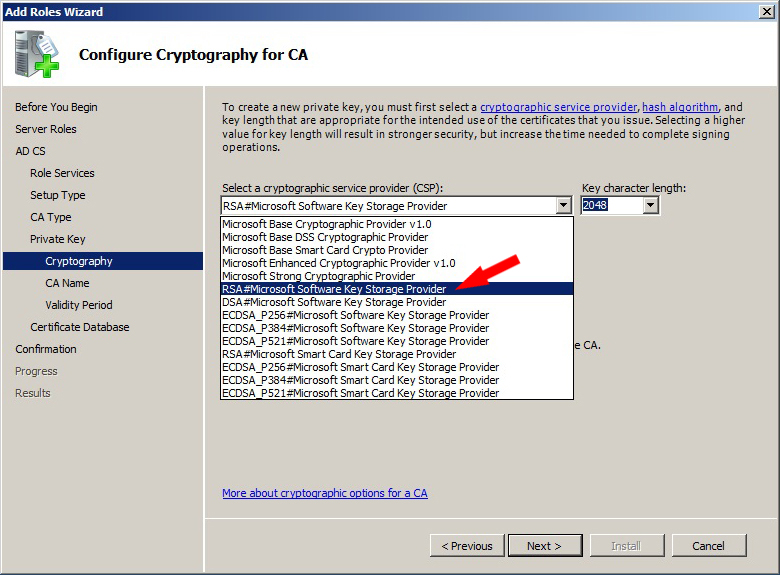 Add Roles Wizard
Configure Cryptography for CA
Before You Begin
Server Roles
AD CS
Role Services
Setup Type
CA Type
Private Key
Cryptography
CA Name
Validity Period
Certificate Database
Confirmation
Progress
Results
To create a new private key, you must first select a cryptographic service provider, hash algorithm, and
key length that are appropriate for the intended use of the certificates that you issue. Selecting a higher
value for key length will result in stronger security, but increase the time needed to complete signing
operations.
Select a cryptographic service provider (CSP):
Key character length:
RSA#Microsoft Software Key Storage Provider
2048
Microsoft Base Cryptographic Provider v1.0
Microsoft Base DSS Cryptographic Provider
Microsoft Base Smart Card Crypto Provider
Microsoft Enhanced Cryptographic Provider v1.0
Microsoft Strong Cryptographic Provider
RSA#Microsoft Software Key Storage Provider
DSA#Microsoft Software Key Storage Provider
ECDSA_P256#Microsoft Software Key Storage Provider
ECDSA_P384#Microsoft Software Key Storage Provider
ECDSA_P521#Microsoft Software Key Storage Provider
RSA#Microsoft Smart Card Key Storage Provider
ECDSA_P256#Microsoft Smart Card Key Storage Provider
ECDSA_P384#Microsoft Smart Card Key Storage Provider
ECDSA_P521#Microsoft Smart Card Key Storage Provider
e CA.
More about cryptographic options for a CA
< Previous
Next >
Install
Cancel